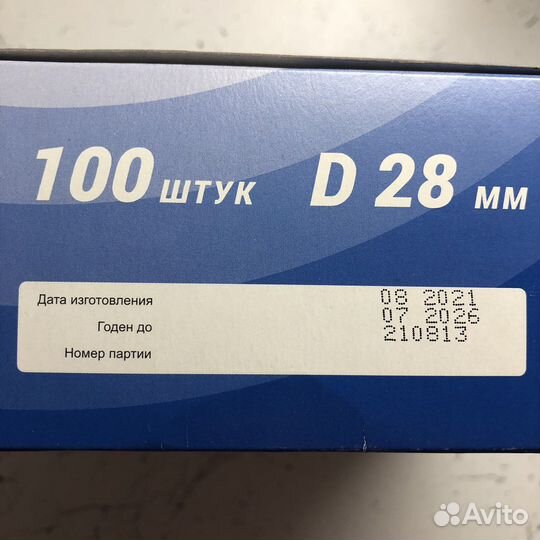 100 ШТУК D 28 ММ
Дата изготовления 08 2021
Годен до 07 2026
Номер партии 210813
Avito